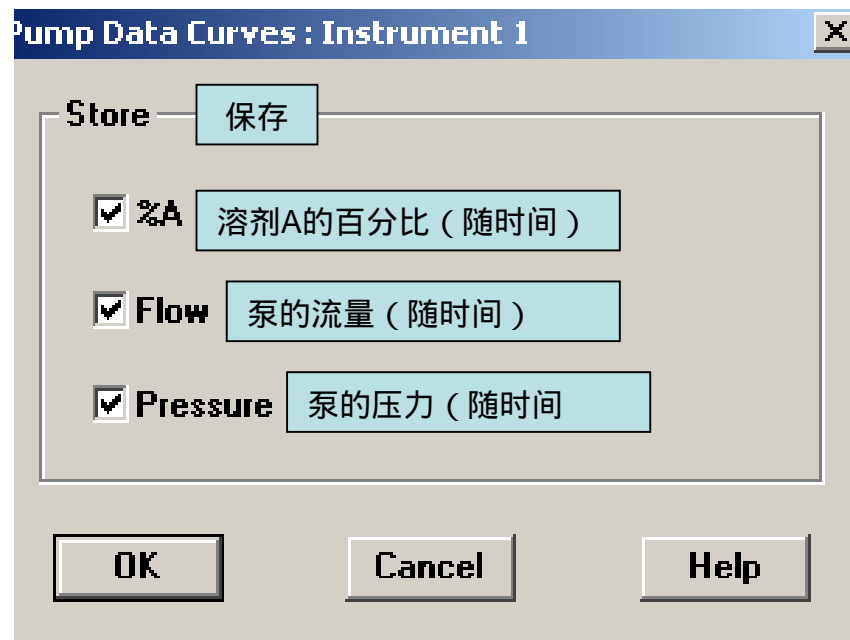 Pump Data Curves : Instrument 1
Store 保存
%A 溶剂A的百分比（随时间）
Flow 泵的流量（随时间）
Pressure 泵的压力（随时间
OK Cancel Help